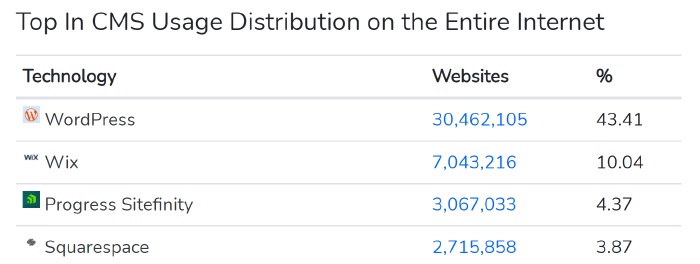 Top In CMS Usage Distribution on the Entire Internet
Technology Websites %
WordPress 30,462,105 43.41
WiX Wix 7,043,216 10.04
Progress Sitefinity 3,067,033 4.37
Squarespace 2,715,858 3.87